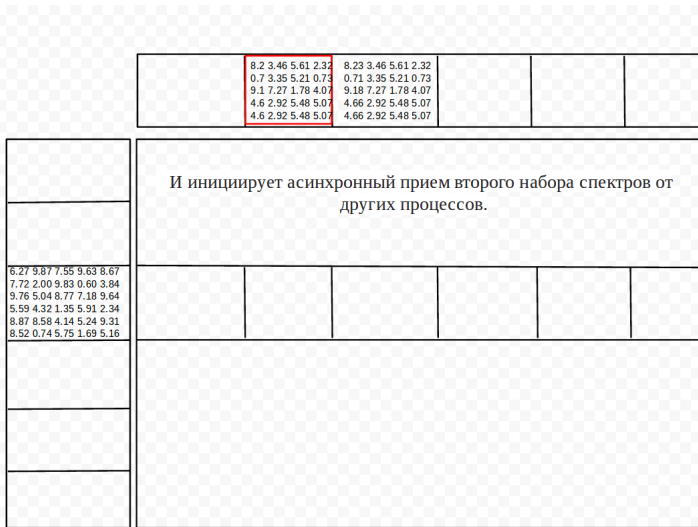 8.2 3.46 5.61 2.32
0.7 3.35 5.21 0.73
9.1 7.27 1.78 4.07
4.6 2.92 5.48 5.07
4.6 2.92 5.48 5.07
8.23 3.46 5.61 2.32
0.71 3.35 5.21 0.73
9.18 7.27 1.78 4.07
4.66 2.92 5.48 5.07
4.66 2.92 5.48 5.07
И инициирует асинхронный прием второго набора спектров от
других процессов.
6.27 9.87 7.55 9.63 8.67
7.72 2.00 9.83 0.60 3.84
9.76 5.04 8.77 7.18 9.64
5.59 4.32 1.35 5.91 2.34
8.87 8.58 4.14 5.24 9.31
8.52 0.74 5.75 1.69 5.16